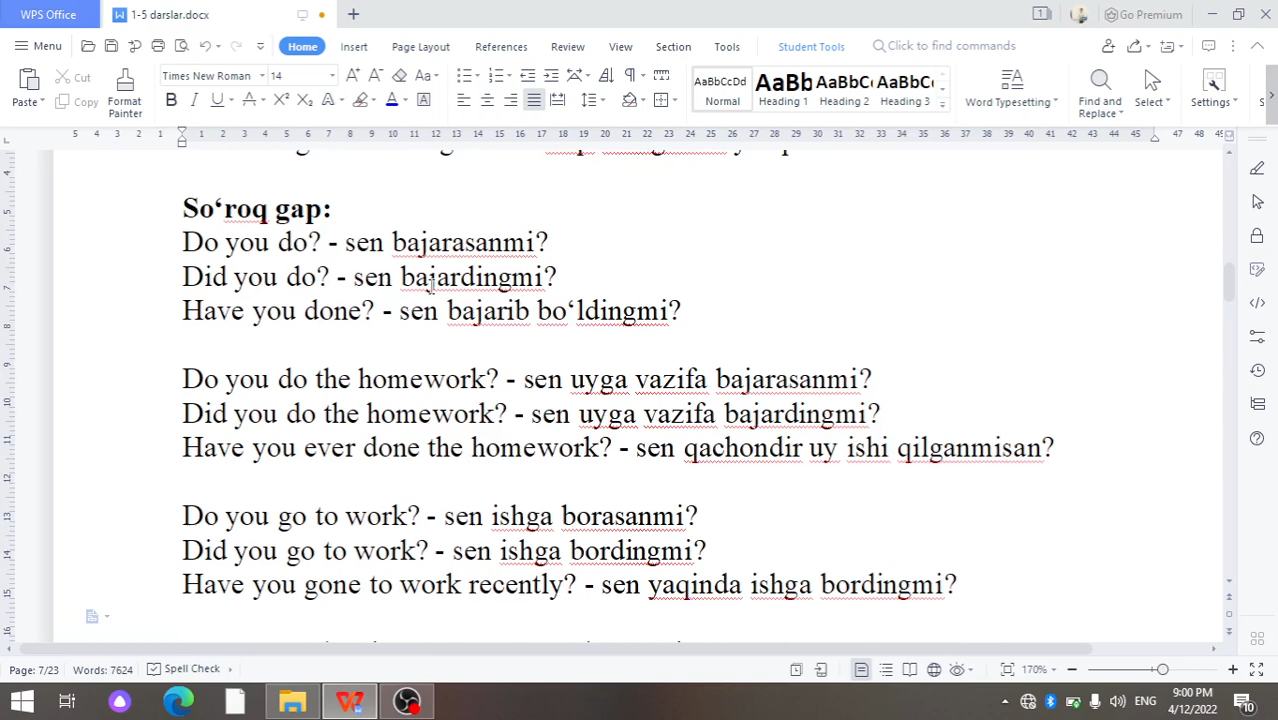 WPS Office
1-5 darslar.docx
Go Premium
Menu
Home
Insert
Page Layout
References
Review
View
Section
Tools
Student Tools
Click to find commands
Paste
Cut
Copy
Format Painter
Times New Roman
14
AaBbCcDd
Normal
AaBb
Heading 1
AaBbC
Heading 2
AaBbC
Heading 3
Word Typesetting
Find and Replace
Select
Settings
So‘roq gap:
Do you do? - sen bajarasanmi?
Did you do? - sen bajardingmi?
Have you done? - sen bajarib bo‘ldingmi?
Do you do the homework? - sen uyga vazifa bajarasanmi?
Did you do the homework? - sen uyga vazifa bajardingmi?
Have you ever done the homework? - sen qachondir uy ishi qilganmisan?
Do you go to work? - sen ishga borasanmi?
Did you go to work? - sen ishga bordingmi?
Have you gone to work recently? - sen yaqinda ishga bordingmi?
Page: 7/23
Words: 7624
Spell Check
170%
ENG
9:00 PM
4/12/2022
10